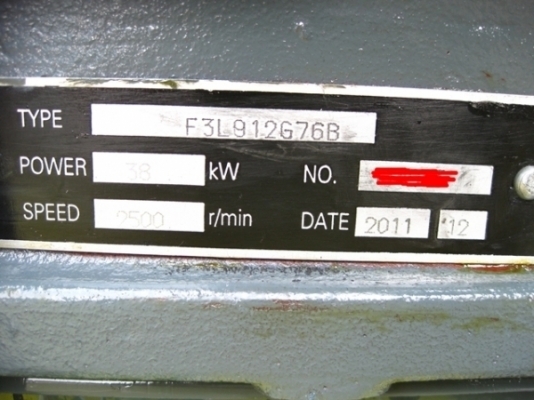 TYPE F3L912G76B
POWER 38 kW NO.
SPEED 2500 r/min DATE 2011 12